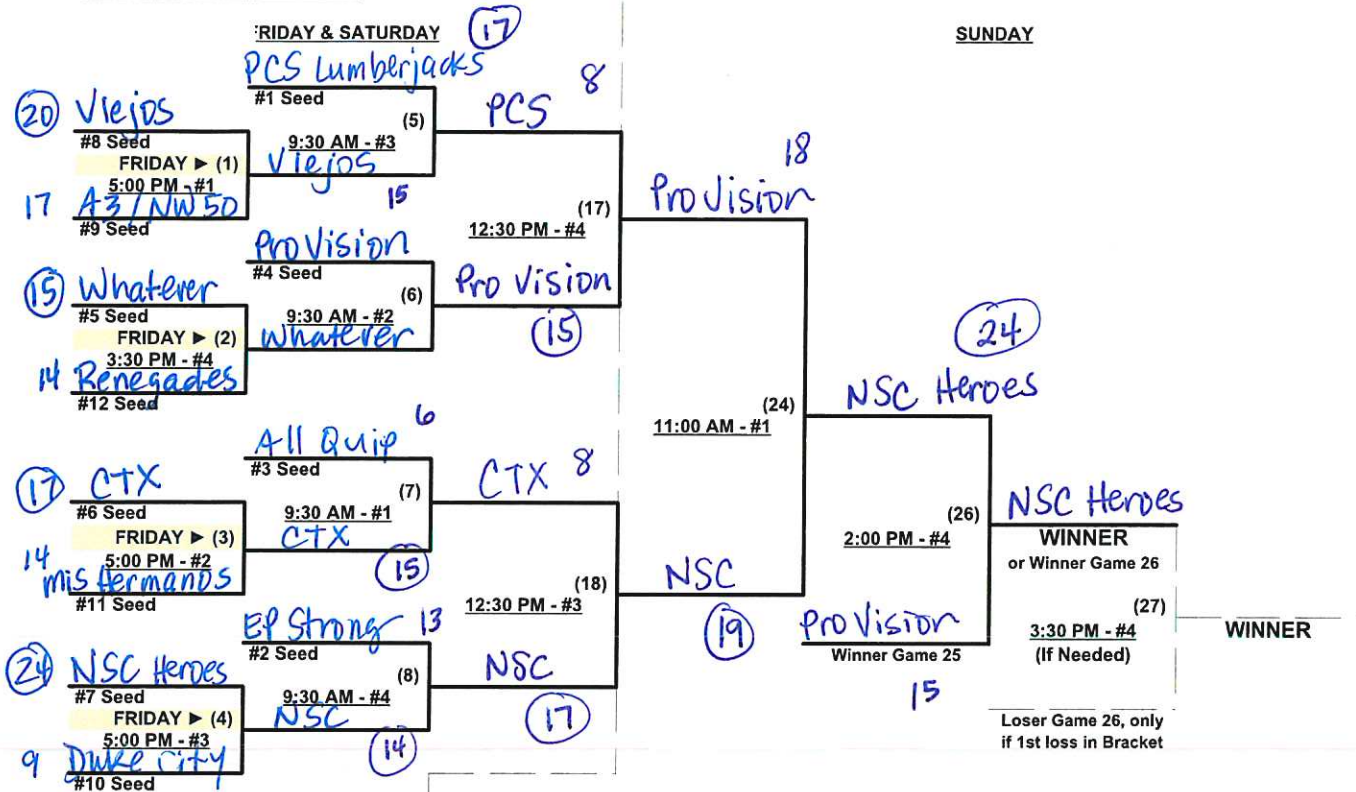 FRIDAY & SATURDAY
17
SUNDAY
PCS Lumberjacks
#1 Seed
8
PCS
20 Viejos
#8 Seed
(5)
9:30 AM - #3
FRIDAY ► (1)
5:00 PM - #1
Viejos
15
17 A3/NW 50
#9 Seed
18
Pro Vision
(17)
12:30 PM - #4
Pro Vision
#4 Seed
15 Whatever
#5 Seed
(6)
9:30 AM - #2
Pro Vision
15
FRIDAY ► (2)
3:30 PM - #4
Whatever
14 Renegades
#12 Seed
24
NSC Heroes
(24)
11:00 AM - #1
6
All Quip
#3 Seed
CTX 8
17 CTX
#6 Seed
(7)
9:30 AM - #1
FRIDAY ► (3)
5:00 PM - #2
CTX
15
14 mis Hermanos
#11 Seed
NSC Heroes
WINNER
or Winner Game 26
(26)
2:00 PM - #4
(18)
12:30 PM - #3
NSC
19
EP Strong 13
#2 Seed
Pro Vision
Winner Game 25
15
(27)
3:30 PM - #4
(If Needed)
WINNER
24 NSC Heroes
#7 Seed
(8)
9:30 AM - #4
NSC
17
FRIDAY ► (4)
5:00 PM - #3
NSC
14
9 Duke city
#10 Seed
Loser Game 26, only
if 1st loss in Bracket